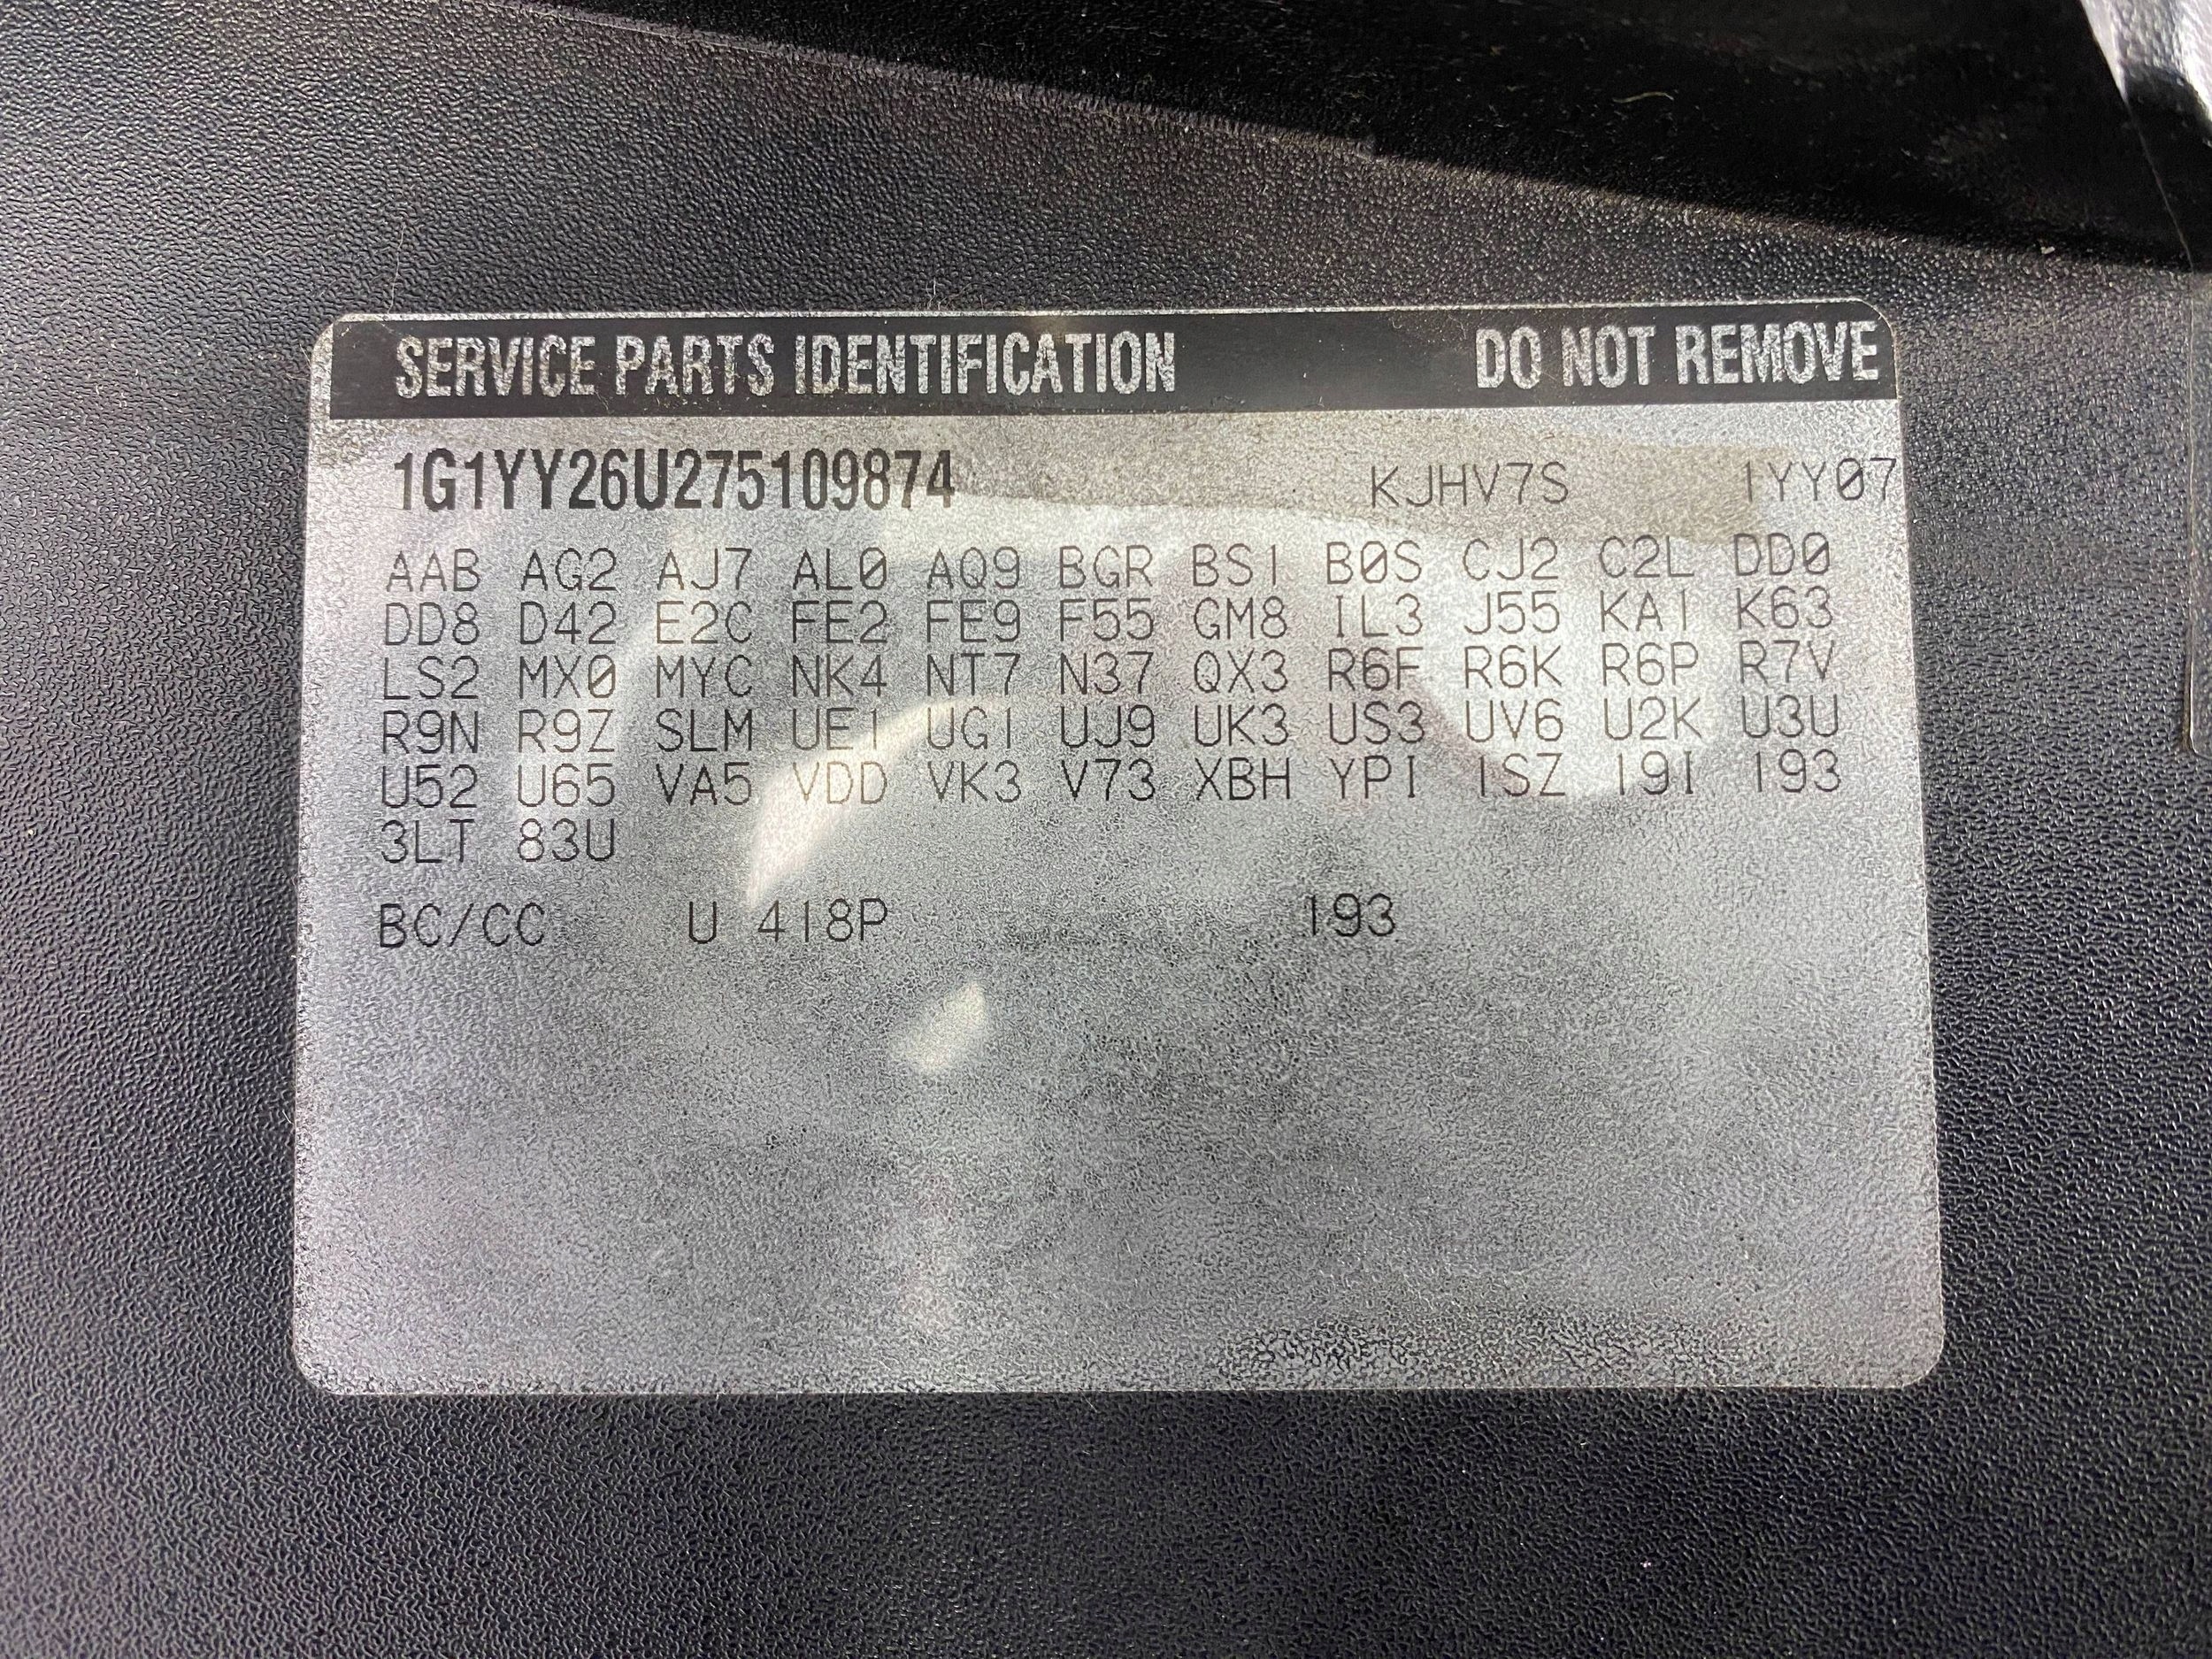 SERVICE PARTS IDENTIFICATION DO NOT REMOVE
1G1YY26U275109874 KJHV7S 1YY07
AAB AG2 AJ7 AL0 AQ9 BGR BS1 B0S CJ2 C2L DD0
DD8 D42 E2C FE2 FE9 F55 GM8 IL3 J55 KA1 K63
LS2 MX0 MYC NK4 NT7 N37 QX3 R6F R6K R6P R7V
R9N R9Z SLM UE1 UG1 UJ9 UK3 US3 UV6 U2K U3U
U52 U65 VA5 VDD VK3 V73 XBH YPI 1SZ 19I 193
3LT 83U
BC/CC U 418P 193